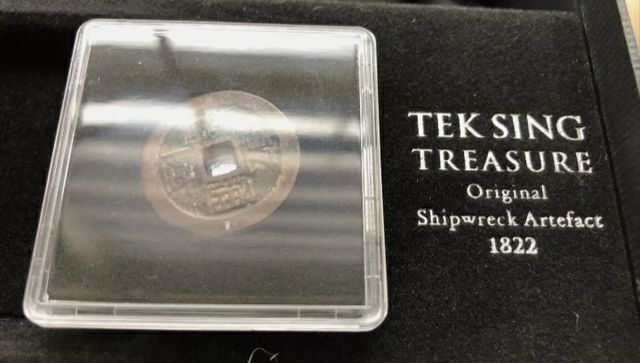 TEK SING
TREASURE
Original
Shipwreck Artefact
1822